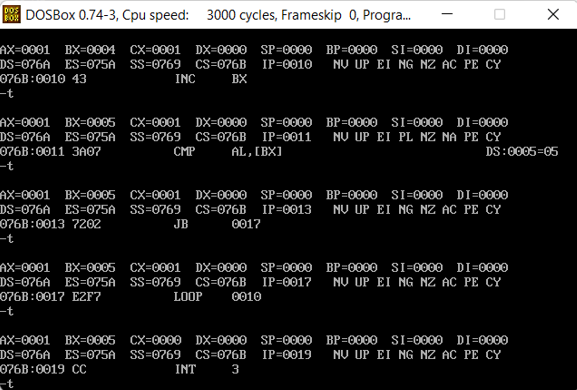 DOSBox 0.74-3, Cpu speed: 3000 cycles, Frameskip 0, Progra...
AX=0001 BX=0004 CX=0001 DX=0000 SP=0000 BP=0000 SI=0000 DI=0000
DS=076A ES=075A SS=0769 CS=076B IP=0010 NV UP EI NG NZ AC PE CY
076B:0010 43 INC BX
-t
AX=0001 BX=0005 CX=0001 DX=0000 SP=0000 BP=0000 SI=0000 DI=0000
DS=076A ES=075A SS=0769 CS=076B IP=0011 NV UP EI PL NZ NA PE CY
076B:0011 3A07 CMP AL,[BX] DS:0005=05
-t
AX=0001 BX=0005 CX=0001 DX=0000 SP=0000 BP=0000 SI=0000 DI=0000
DS=076A ES=075A SS=0769 CS=076B IP=0013 NV UP EI NG NZ AC PE CY
076B:0013 7202 JB 0017
-t
AX=0001 BX=0005 CX=0001 DX=0000 SP=0000 BP=0000 SI=0000 DI=0000
DS=076A ES=075A SS=0769 CS=076B IP=0017 NV UP EI NG NZ AC PE CY
076B:0017 E2F7 LOOP 0010
-t
AX=0001 BX=0005 CX=0000 DX=0000 SP=0000 BP=0000 SI=0000 DI=0000
DS=076A ES=075A SS=0769 CS=076B IP=0019 NV UP EI NG NZ AC PE CY
076B:0019 CC INT 3
-t